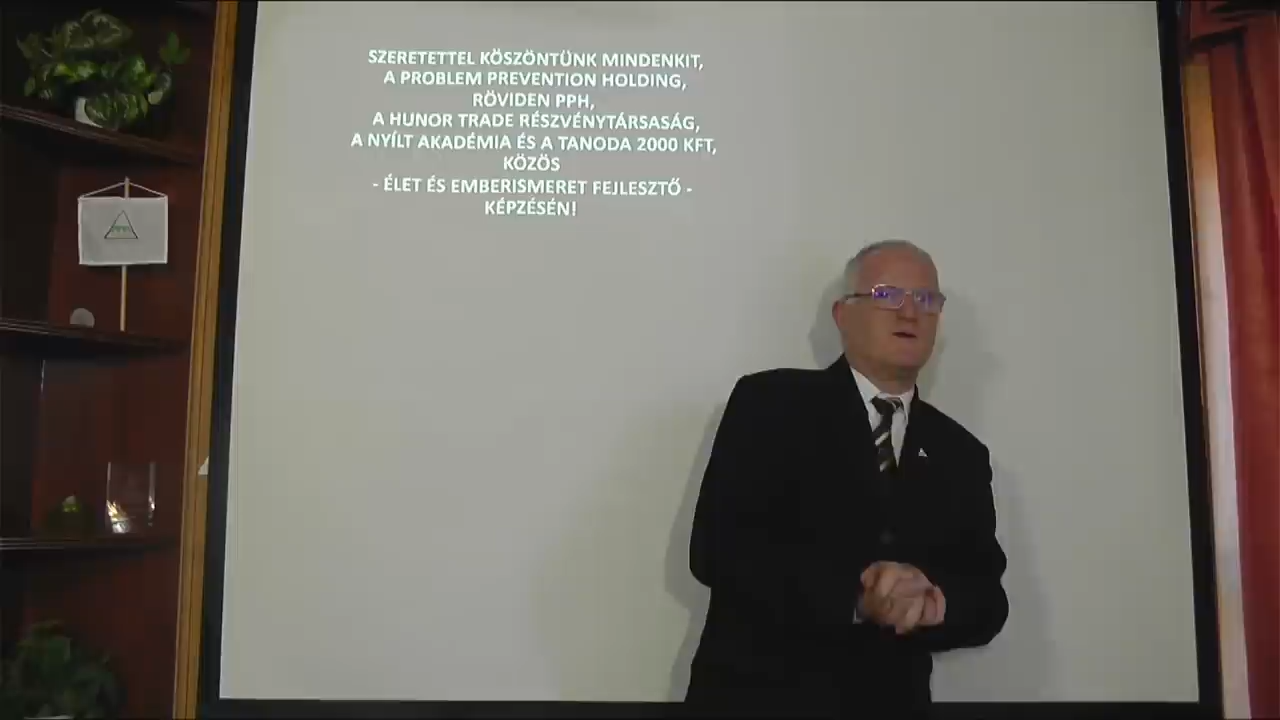 SZERETETTEL KÖSZÖNTÜNK MINDENKIT,
A PROBLEM PREVENTION HOLDING,
RÖVIDEN PPH,
A HUNOR TRADE RÉSZVÉNYTÁRSASÁG,
A NYÍLT AKADÉMIA ÉS A TANODA 2000 KFT,
KÖZÖS
- ÉLET ÉS EMBERISMERET FEJLESZTŐ -
KÉPZÉSÉN!